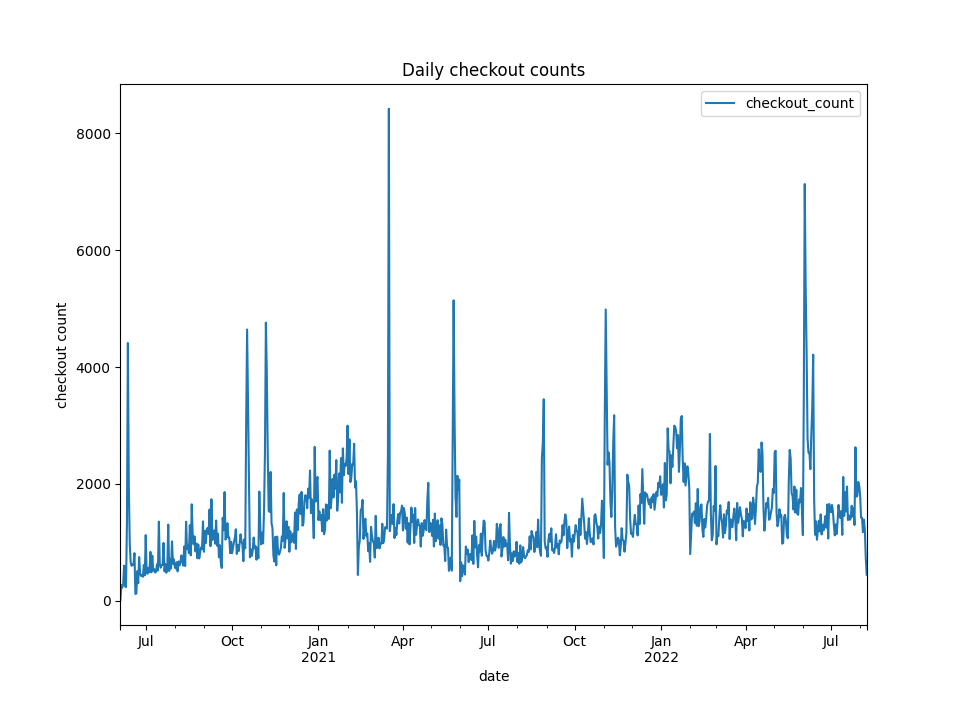 Daily checkout counts
checkout_count
8000
6000
4000
2000
0
checkout count
Jul Oct Jan Apr Jul Oct Jan Apr Jul
2021 2022
date